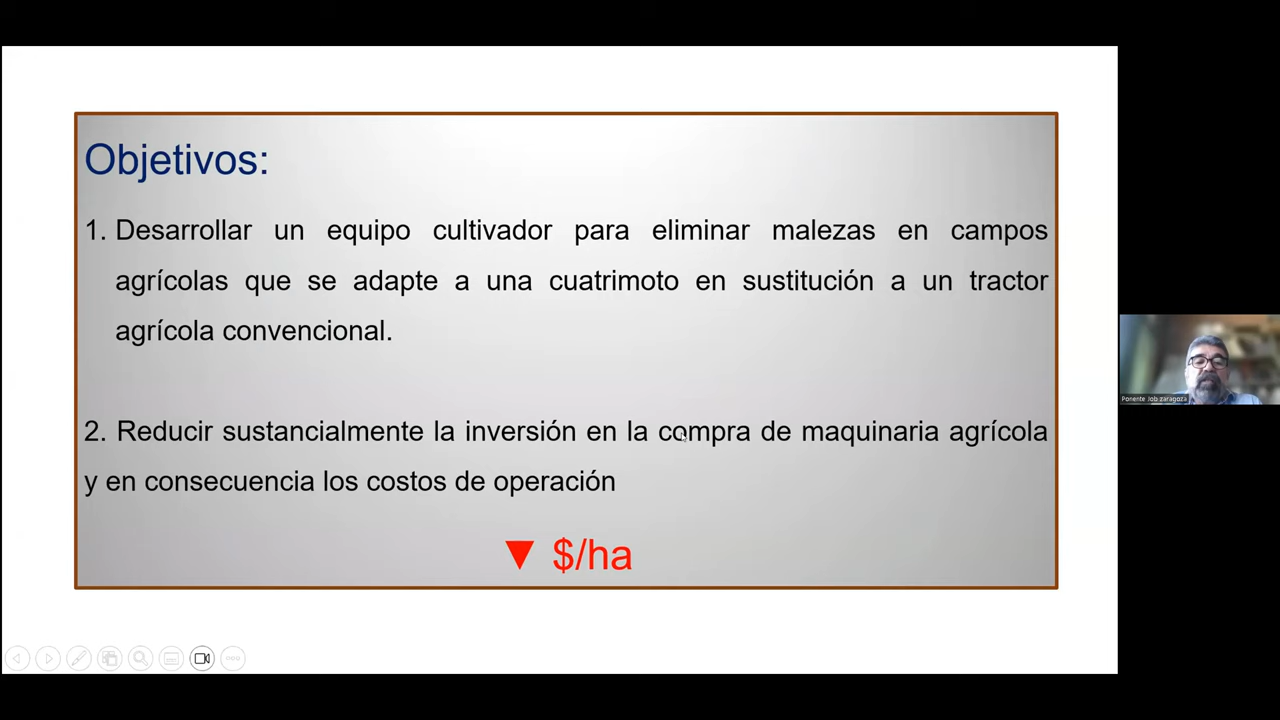 Objetivos:
1. Desarrollar un equipo cultivador para eliminar malezas en campos
agrícolas que se adapte a una cuatrimoto en sustitución a un tractor
agrícola convencional.
2. Reducir sustancialmente la inversión en la compra de maquinaria agrícola
y en consecuencia los costos de operación
▼ $/ha
Ponente Job zaragoza